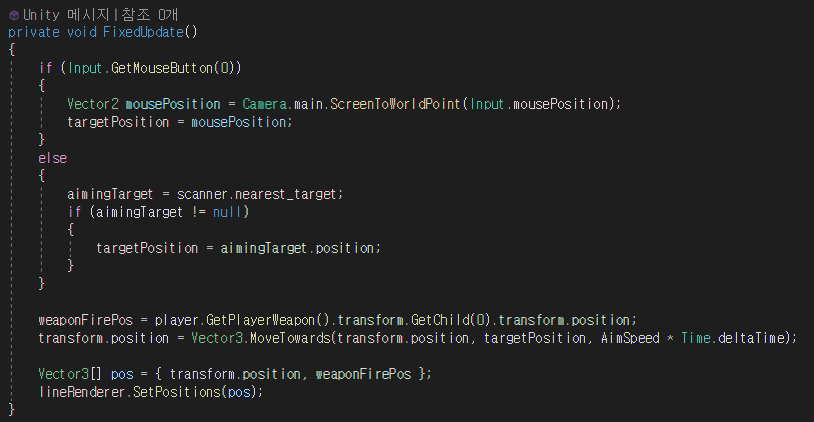 Unity 메시지 | 참조 0개
private void FixedUpdate()
{
if (Input.GetMouseButton(0))
{
Vector2 mousePosition = Camera.main.ScreenToWorldPoint(Input.mousePosition);
targetPosition = mousePosition;
}
else
{
aimingTarget = scanner.nearest_target;
if (aimingTarget != null)
{
targetPosition = aimingTarget.position;
}
}
weaponFirePos = player.GetPlayerWeapon().transform.GetChild(0).transform.position;
transform.position = Vector3.MoveTowards(transform.position, targetPosition, AimSpeed * Time.deltaTime);
Vector3[] pos = { transform.position, weaponFirePos };
lineRenderer.SetPositions(pos);
}